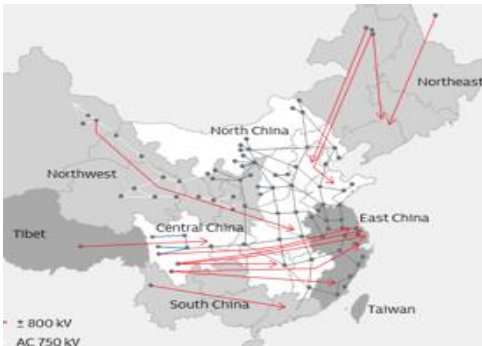 Northeast
North China
Northwest
East China
Tibet
Central China
South China
Taiwan
± 800 kV
AC 750 kV